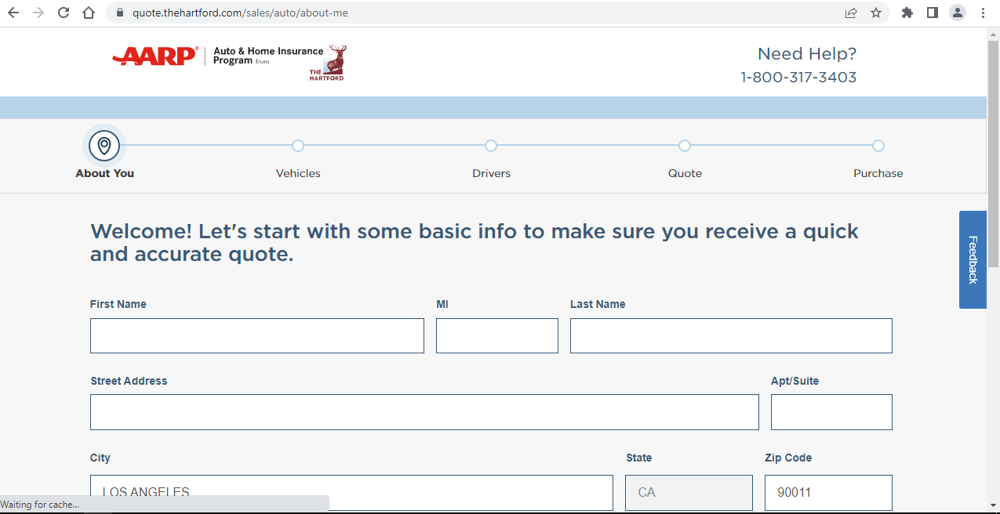 quote.thehartford.com/sales/auto/about-me
AARP® Auto & Home Insurance
Program from
THE
HARTFORD
Need Help?
1-800-317-3403
About You Vehicles Drivers Quote Purchase
Welcome! Let's start with some basic info to make sure you receive a quick
and accurate quote.
Feedback
First Name MI Last Name
Street Address Apt/Suite
City State Zip Code
LOS ANGELES CA 90011
Waiting for cache...